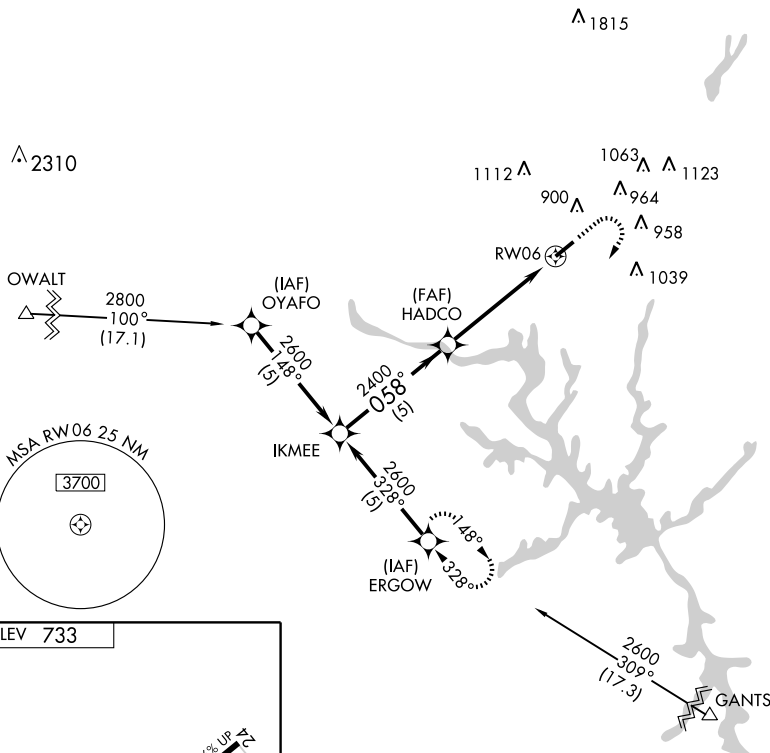 1815
2310
1112
1063
1123
900
964
958
RW06
1039
OWALT
2800
100°
(17.1)
(IAF)
OYAFO
(FAF)
HADCO
2600
148°
(5)
2400
058°
(5)
IKMEE
2600
328°
(5)
148°
328°
(IAF)
ERGOW
MSA RW06 25 NM
3700
LEV 733
2600
309°
(17.3)
GANTS
% UP
24